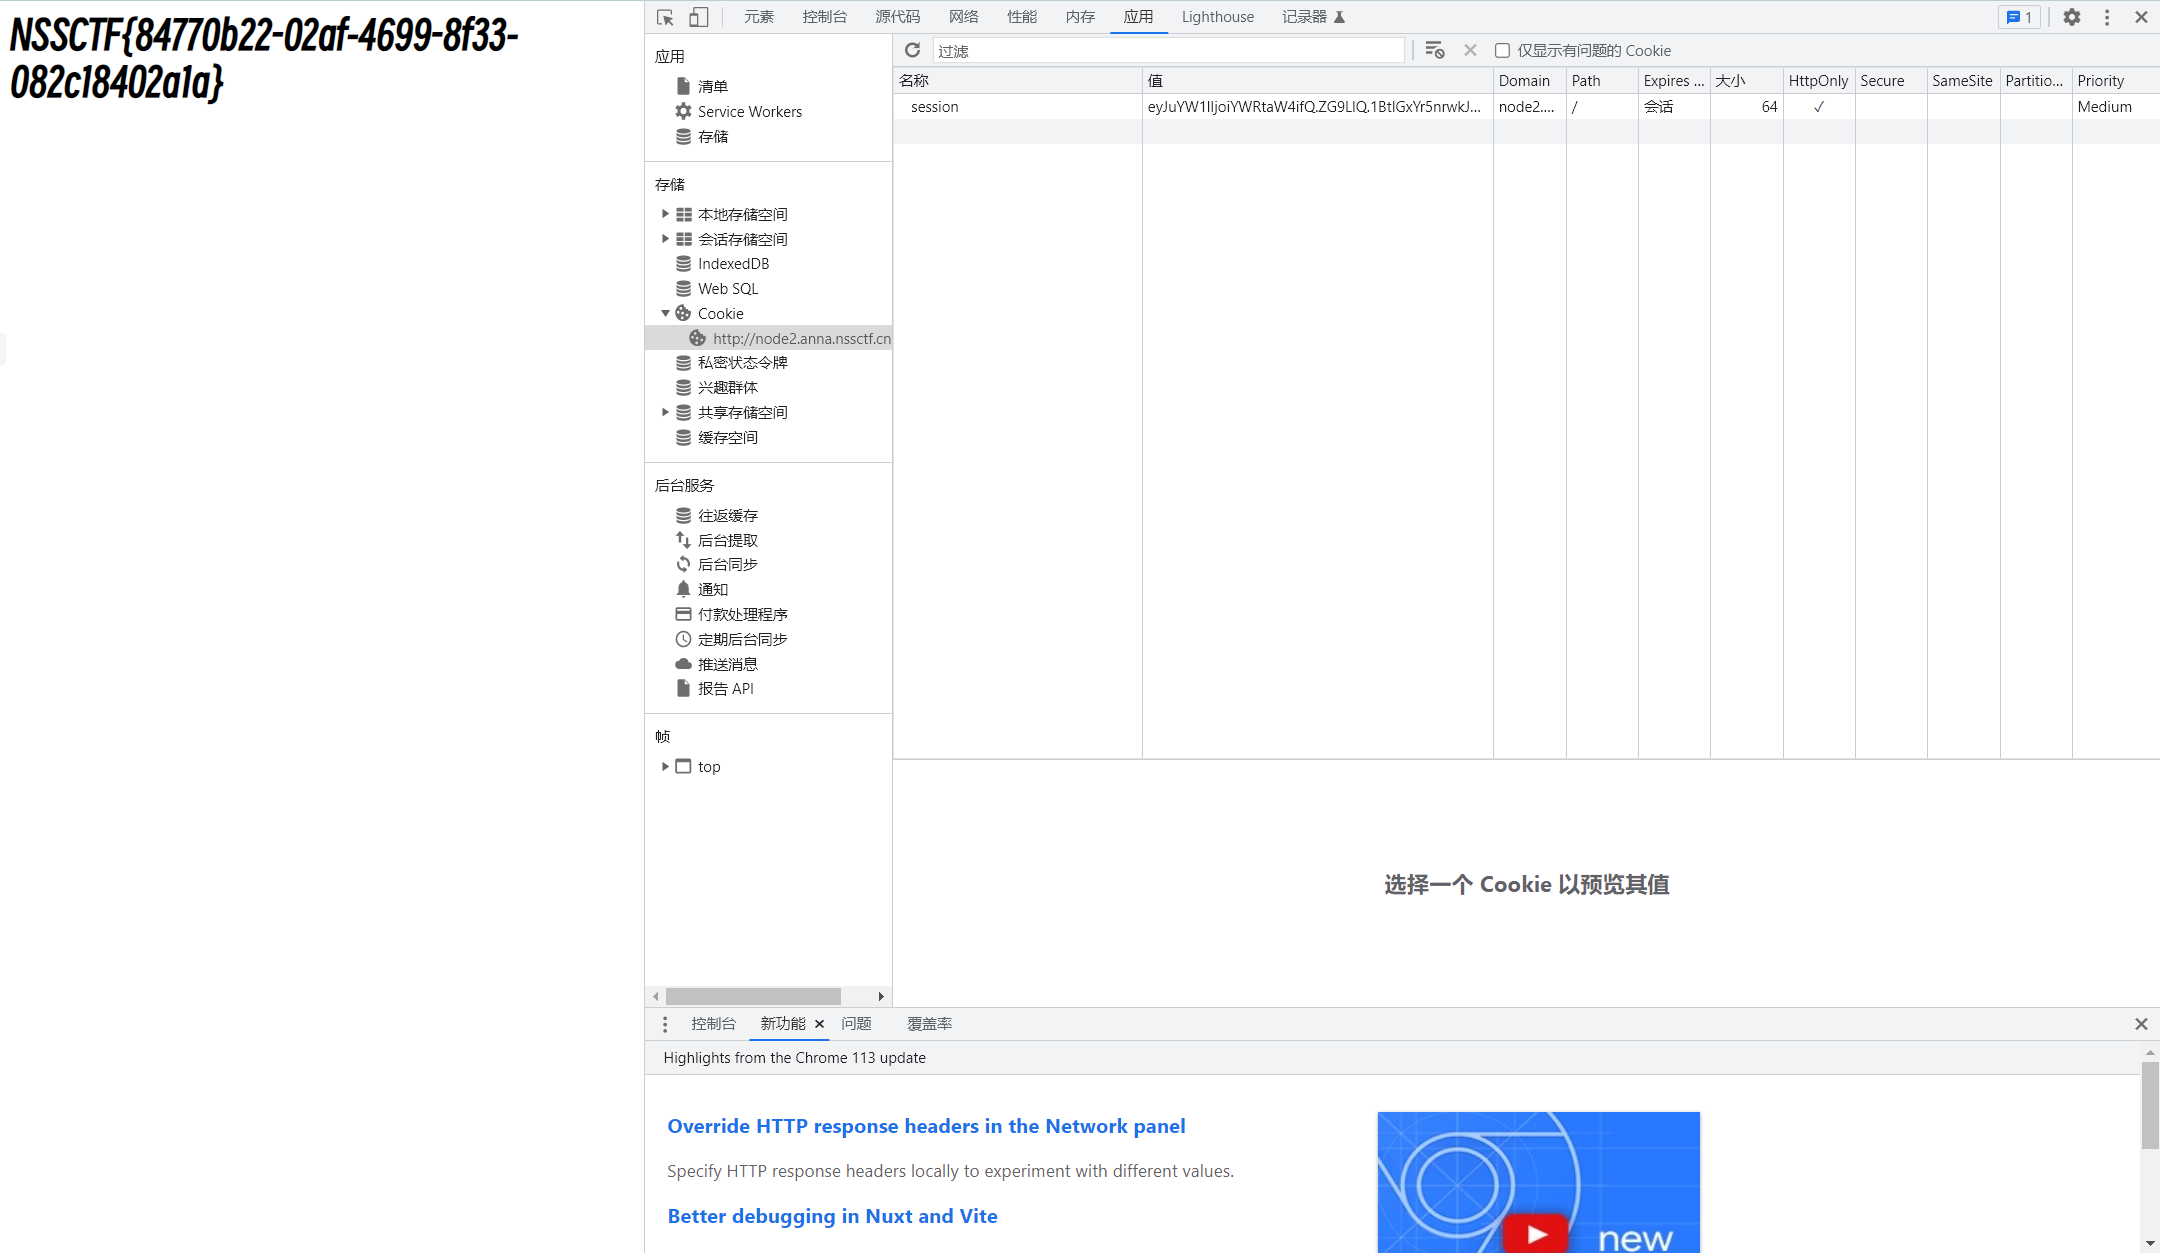 NSSCTF{84770b22-02af-4699-8f33-
082c18402a1a}
元素 控制台 源代码 网络 性能 内存 应用 Lighthouse 记录器 1
应用
清单
Service Workers
存储
存储
本地存储空间
会话存储空间
IndexedDB
Web SQL
Cookie
http://node2.anna.nssctf.cn
私密状态令牌
兴趣群体
共享存储空间
缓存空间
后台服务
往返缓存
后台提取
后台同步
通知
付款处理程序
定期后台同步
推送消息
报告 API
帧
top
过滤 仅显示有问题的 Cookie
名称 值 Domain Path Expires ... 大小 HttpOnly Secure SameSite Partitio... Priority
session eyJuYW1lIjoiYWRtaW4ifQ.ZG9LIQ.1BtlGxYr5nrwkJ... node2.... / 会话 64 ✓ Medium
选择一个 Cookie 以预览其值
控制台 新功能 问题 覆盖率
Highlights from the Chrome 113 update
Override HTTP response headers in the Network panel
Specify HTTP response headers locally to experiment with different values.
Better debugging in Nuxt and Vite
new